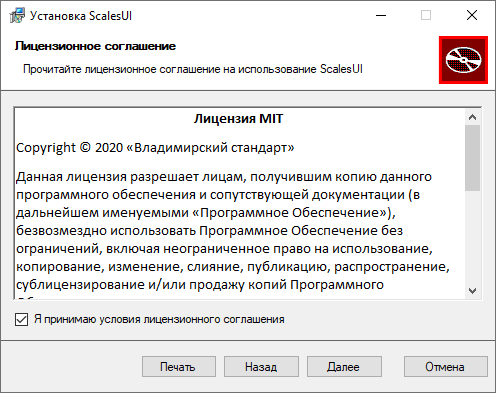 Установка ScalesUI
Лицензионное соглашение
Прочитайте лицензионное соглашение на использование ScalesUI
Лицензия MIT
Copyright © 2020 «Владимирский стандарт»
Данная лицензия разрешает лицам, получившим копию данного
программного обеспечения и сопутствующей документации (в
дальнейшем именуемыми «Программное Обеспечение»),
безвозмездно использовать Программное Обеспечение без
ограничений, включая неограниченное право на использование,
копирование, изменение, слияние, публикацию, распространение,
сублицензирование и/или продажу копий Программного
Я принимаю условия лицензионного соглашения
Печать
Назад
Далее
Отмена